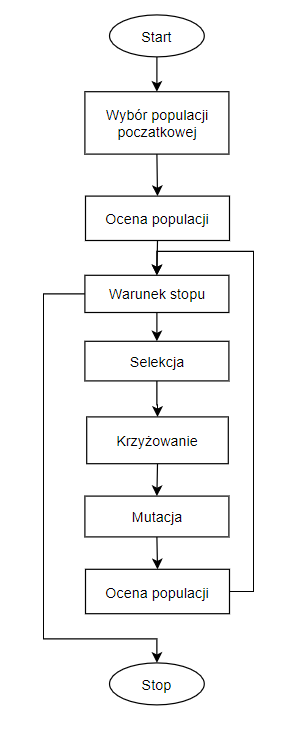 Start
Wybór populacji
poczatkowej
Ocena populacji
Warunek stopu
Selekcja
Krzyżowanie
Mutacja
Ocena populacji
Stop